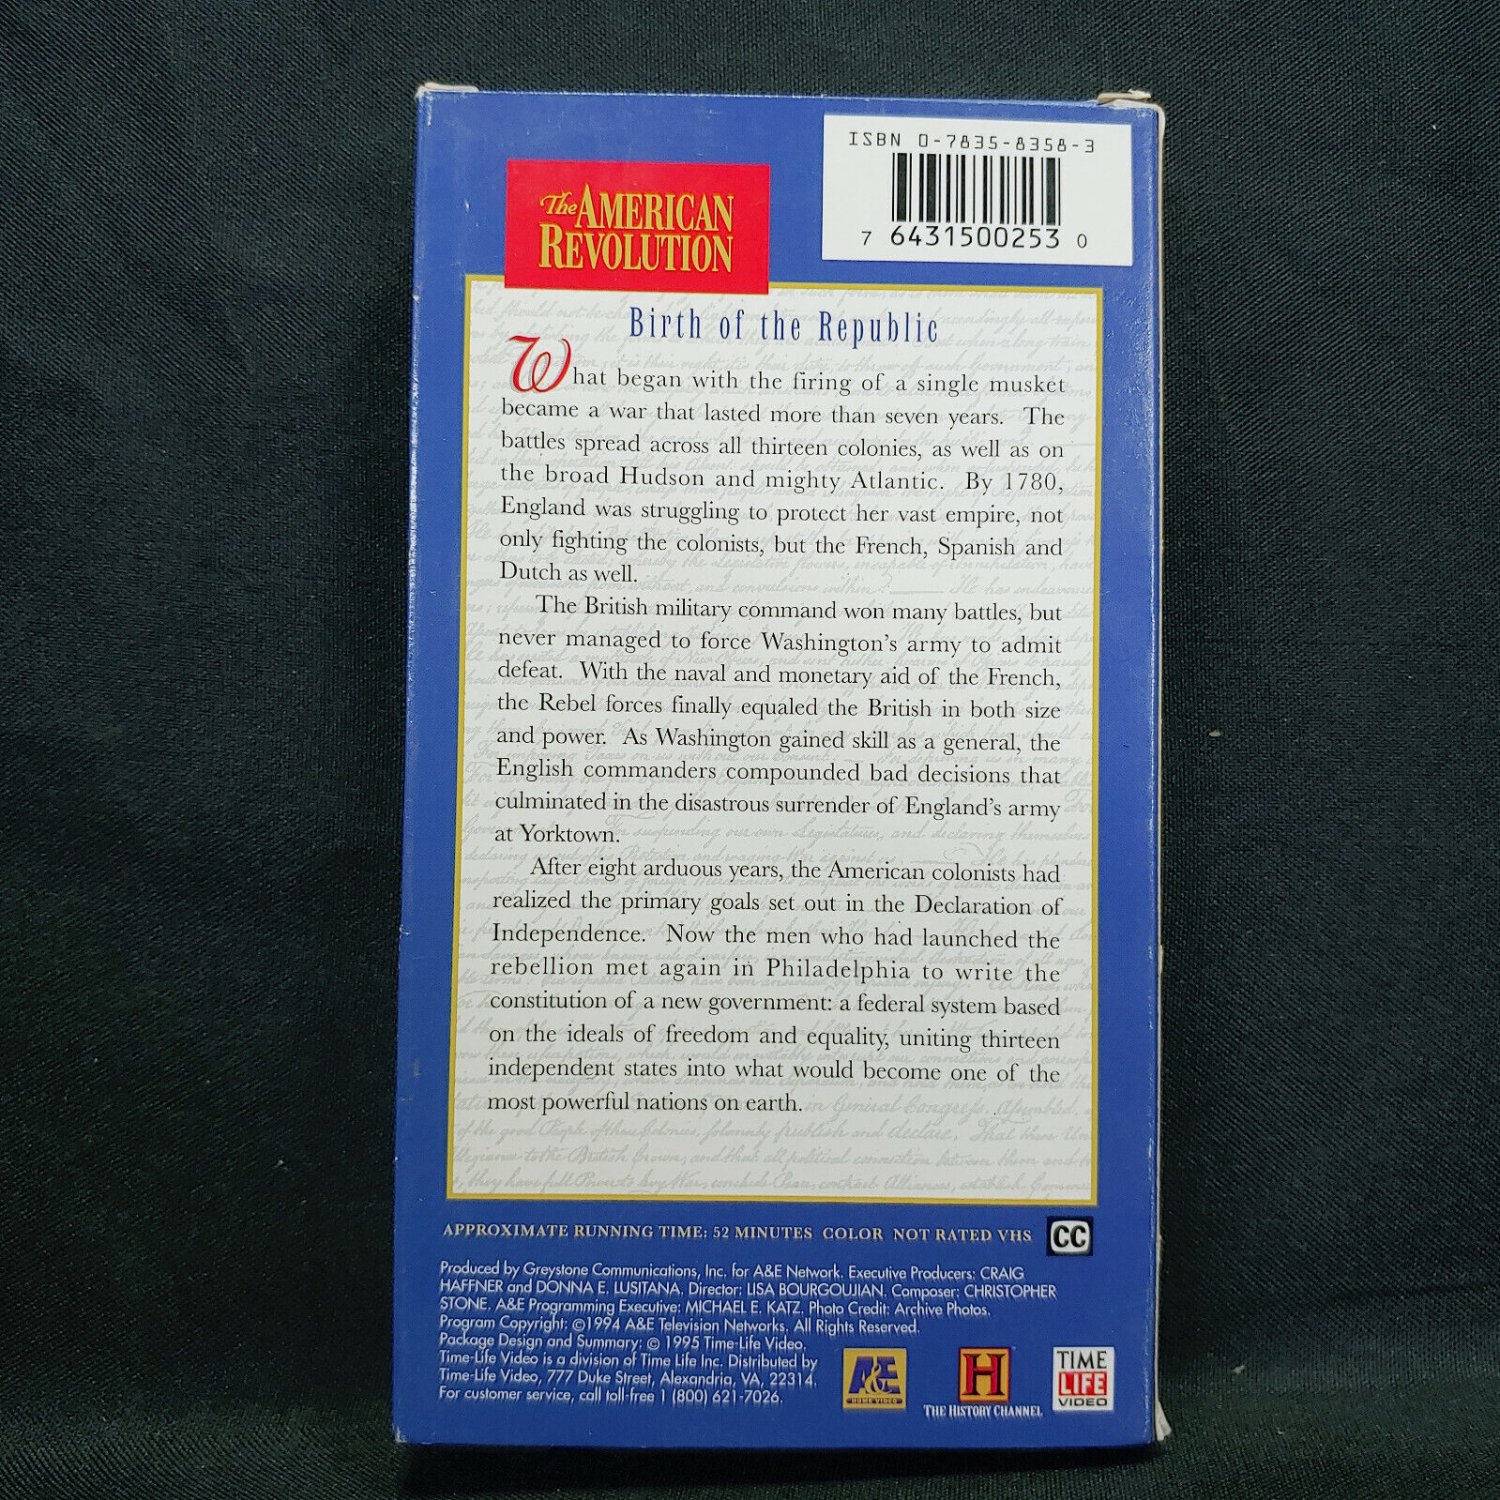 ISBN 0-7835-8358-3
7 64315 00253 0
The AMERICAN
REVOLUTION
Birth of the Republic
What began with the firing of a single musket
became a war that lasted more than seven years. The
battles spread across all thirteen colonies, as well as on
the broad Hudson and mighty Atlantic. By 1780,
England was struggling to protect her vast empire, not
only fighting the colonists, but the French, Spanish and
Dutch as well.
The British military command won many battles, but
never managed to force Washington's army to admit
defeat. With the naval and monetary aid of the French,
the Rebel forces finally equaled the British in both size
and power. As Washington gained skill as a general, the
English commanders compounded bad decisions that
culminated in the disastrous surrender of England's army
at Yorktown.
After eight arduous years, the American colonists had
realized the primary goals set out in the Declaration of
Independence. Now the men who had launched the
rebellion met again in Philadelphia to write the
constitution of a new government: a federal system based
on the ideals of freedom and equality, uniting thirteen
independent states into what would become one of the
most powerful nations on earth.
APPROXIMATE RUNNING TIME: 52 MINUTES COLOR NOT RATED VHS CC
Produced by Greystone Communications, Inc. for A&E Network. Executive Producers: CRAIG
HAFFNER and DONNA E. LUSITANA. Director: LISA BOURGOUJIAN. Composer: CHRISTOPHER
STONE. A&E Programming Executive: MICHAEL E. KATZ. Photo Credit: Archive Photos.
Program Copyright: ©1994 A&E Television Networks. All Rights Reserved.
Package Design and Summary: © 1995 Time-Life Video.
Time-Life Video is a division of Time Life Inc. Distributed by
Time-Life Video, 777 Duke Street, Alexandria, VA, 22314.
For customer service, call toll-free 1 (800) 621-7026.
A&E
HOME VIDEO
H
THE HISTORY CHANNEL
TIME
LIFE
VIDEO